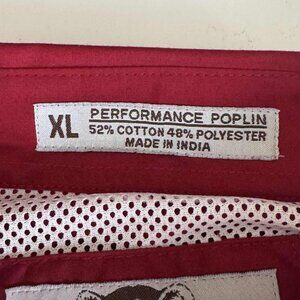 XL
PERFORMANCE POPLIN
52% COTTON 48% POLYESTER
MADE IN INDIA